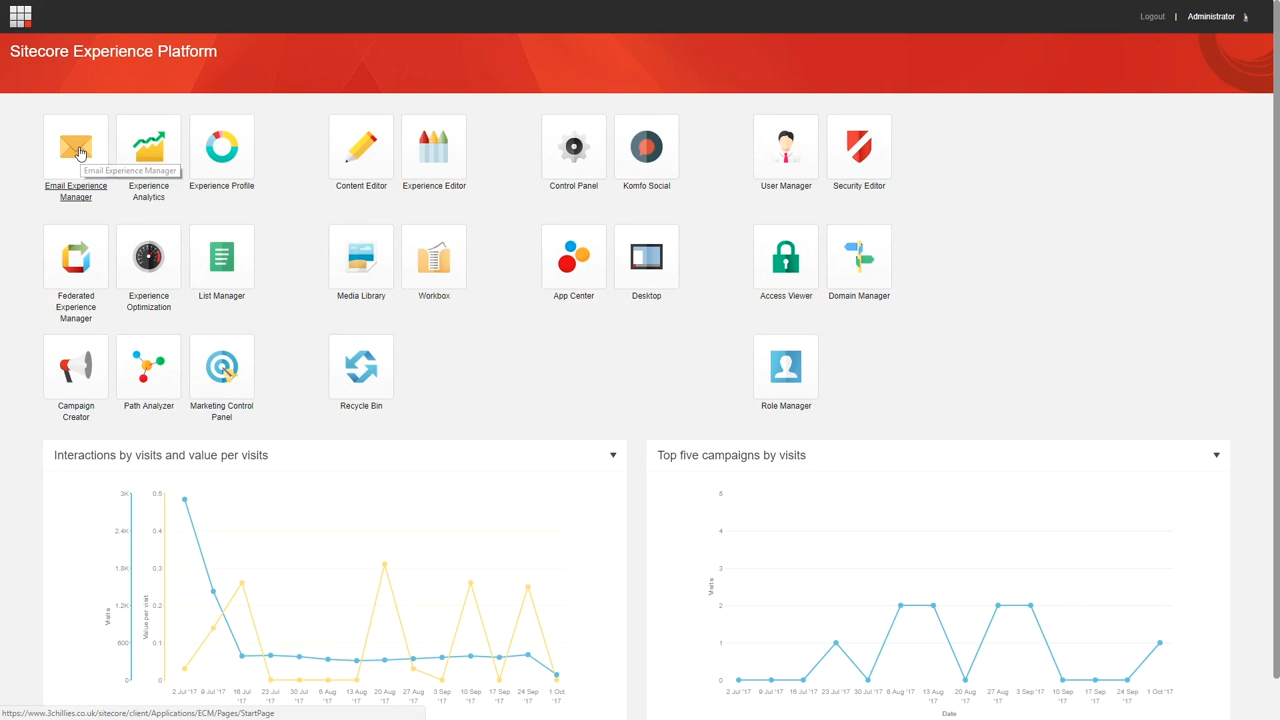 Logout | Administrator
Sitecore Experience Platform
Email Experience Manager
Email Experience
Manager
Experience
Analytics
Experience Profile
Content Editor
Experience Editor
Control Panel
Komfo Social
User Manager
Security Editor
Federated
Experience
Manager
Experience
Optimization
List Manager
Media Library
Workbox
App Center
Desktop
Access Viewer
Domain Manager
Campaign
Creator
Path Analyzer
Marketing Control
Panel
Recycle Bin
Role Manager
Interactions by visits and value per visits
3K
2.4K
1.8K
1.2K
600
0
Visits
0.5
0.4
0.3
0.2
0.1
0
Value per visit
2 Jul '17
9 Jul '17
16 Jul
'17
23 Jul
'17
30 Jul
'17
6 Aug
'17
13 Aug
'17
20 Aug
'17
27 Aug
'17
3 Sep
'17
10 Sep
'17
17 Sep
'17
24 Sep
'17
1 Oct
'17
Top five campaigns by visits
5
4
3
2
1
0
Visits
2 Jul '17
9 Jul '17
16 Jul '17
23 Jul '17
30 Jul '17
6 Aug '17
13 Aug
'17
20 Aug
'17
27 Aug
'17
3 Sep '17
10 Sep
'17
17 Sep
'17
24 Sep
'17
1 Oct '17
Date
https://www.3chillies.co.uk/sitecore/client/Applications/ECM/Pages/StartPage